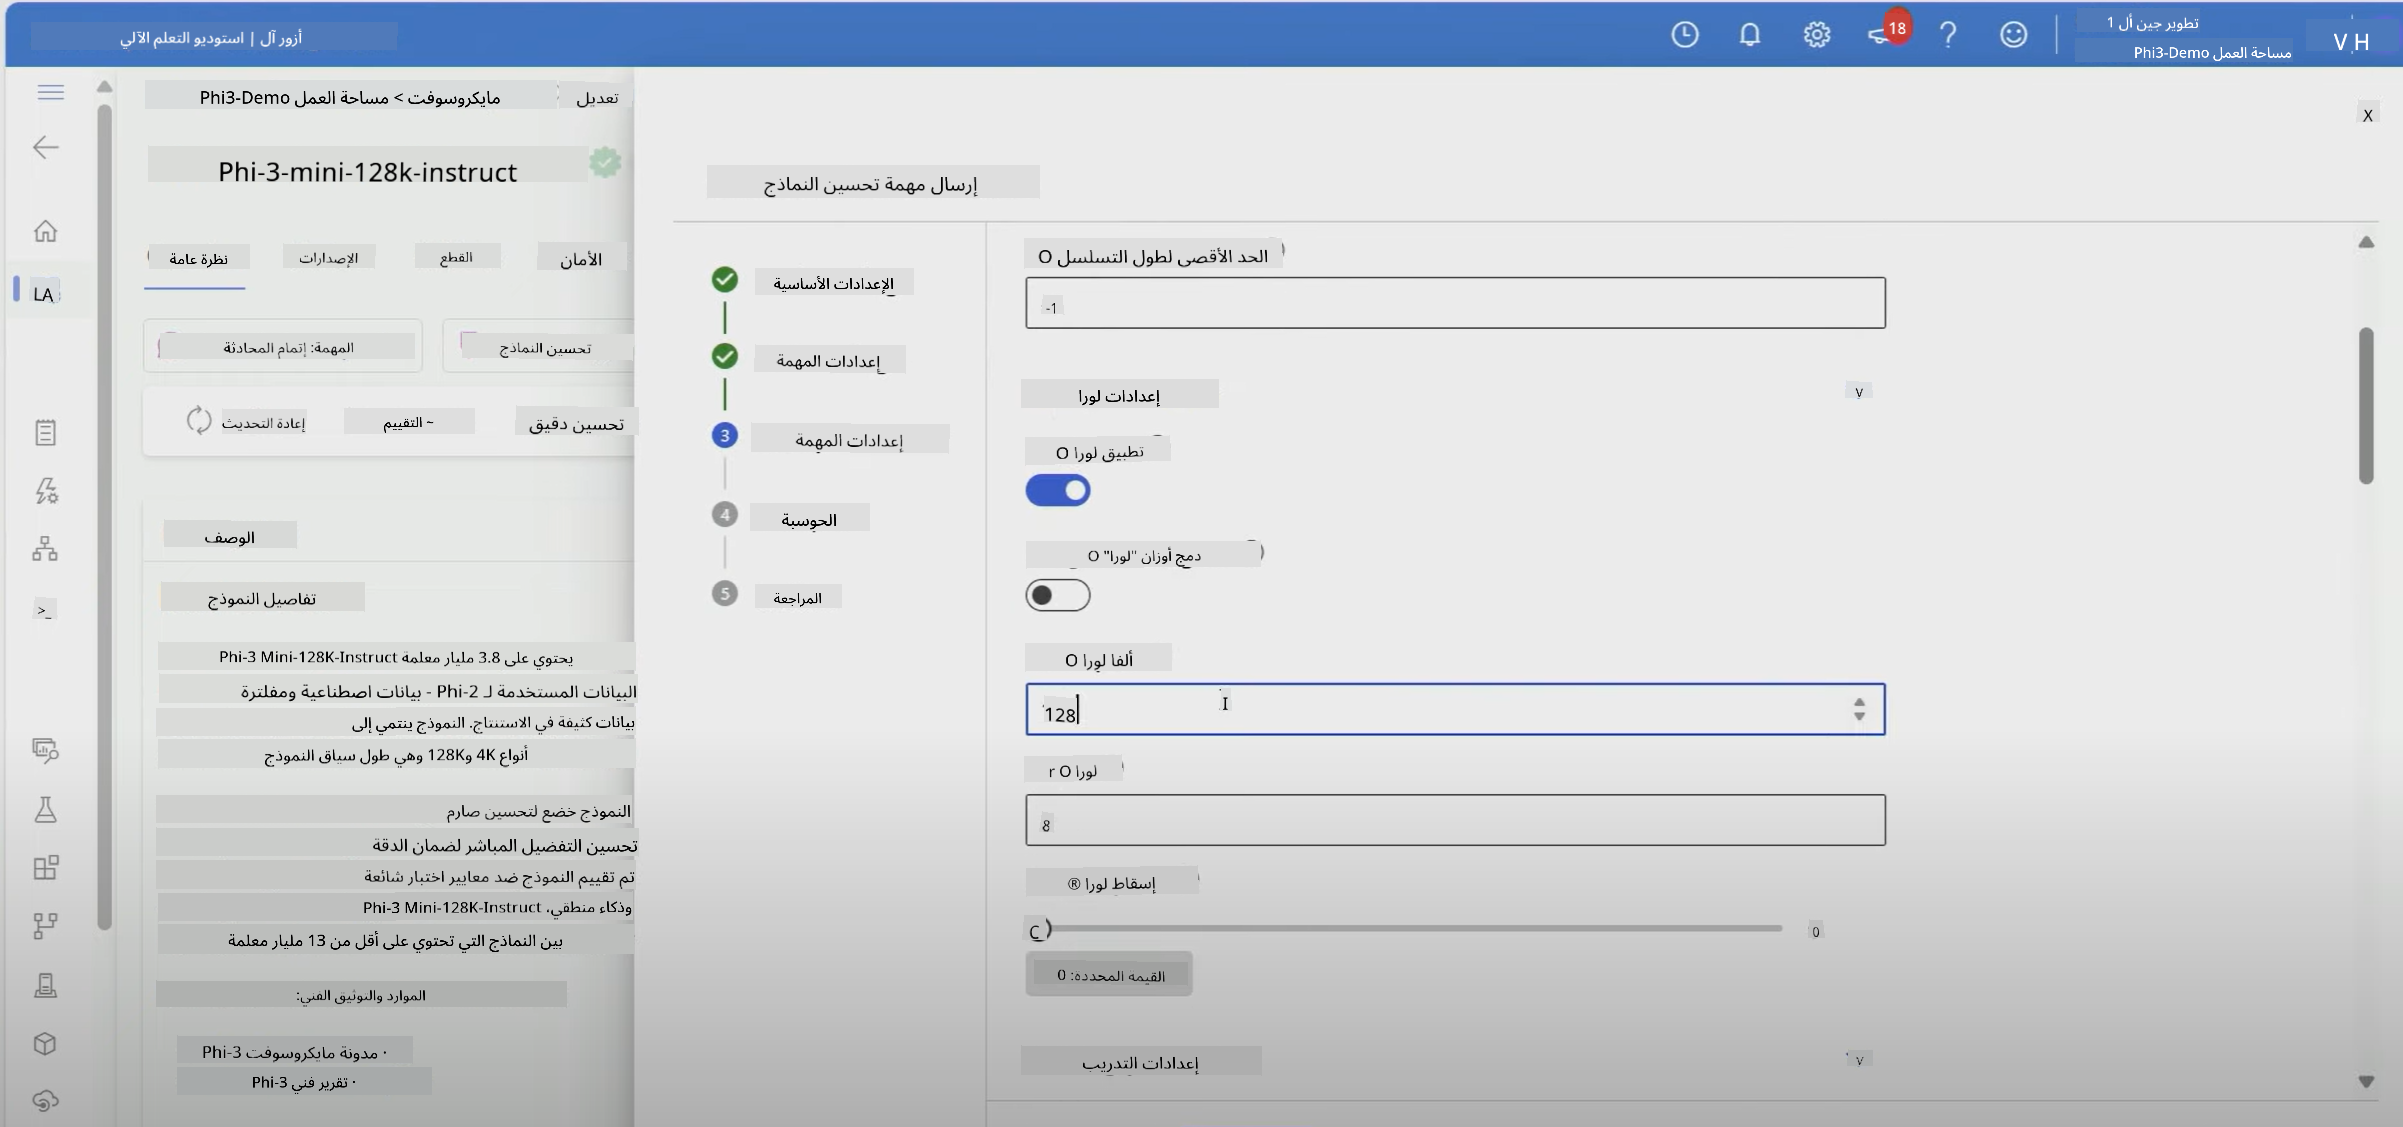 أزور آل | استوديو التعلم الآلي
18
تطوير جين أل 1
مساحة العمل Phi3-Demo
V,H
مايكروسوفت > مساحة العمل Phi3-Demo
تعديل
Phi-3-mini-128k-instruct
نظرة عامة
الإصدارات
القطع
الأمان
LA
المهمة: إتمام المحادثة
تحسين النماذج
إعادة التحديث
~ التقييم
تحسين دقيق
الوصف
تفاصيل النموذج
>_
يحتوي على 3.8 مليار معلمة Phi-3 Mini-128K-Instruct
البيانات المستخدمة لـ Phi-2 - بيانات اصطناعية ومفلترة
بيانات كثيفة في الاستنتاج. النموذج ينتمي إلى
أنواع 4K و128K وهي طول سياق النموذج
النموذج خضع لتحسين صارم
تحسين التفضيل المباشر لضمان الدقة
تم تقييم النموذج ضد معايير اختبار شائعة
وذكاء منطقي، Phi-3 Mini-128K-Instruct
بين النماذج التي تحتوي على أقل من 13 مليار معلمة
الموارد والتوثيق الفني:
· مدونة مايكروسوفت Phi-3
· تقرير فني Phi-3
X
إرسال مهمة تحسين النماذج
الإعدادات الأساسية
إعدادات المهمة
3
إعدادات المهمة
4
الحوسبة
5
المراجعة
الحد الأقصى لطول التسلسل O
-1
إعدادات لورا
v
تطبيق لورا O
دمج أوزان "لورا" O
ألفا لورا O
128
لورا r O
8
إسقاط لورا ®
0
القيمه المحددة: 0
إعدادات التدريب
v